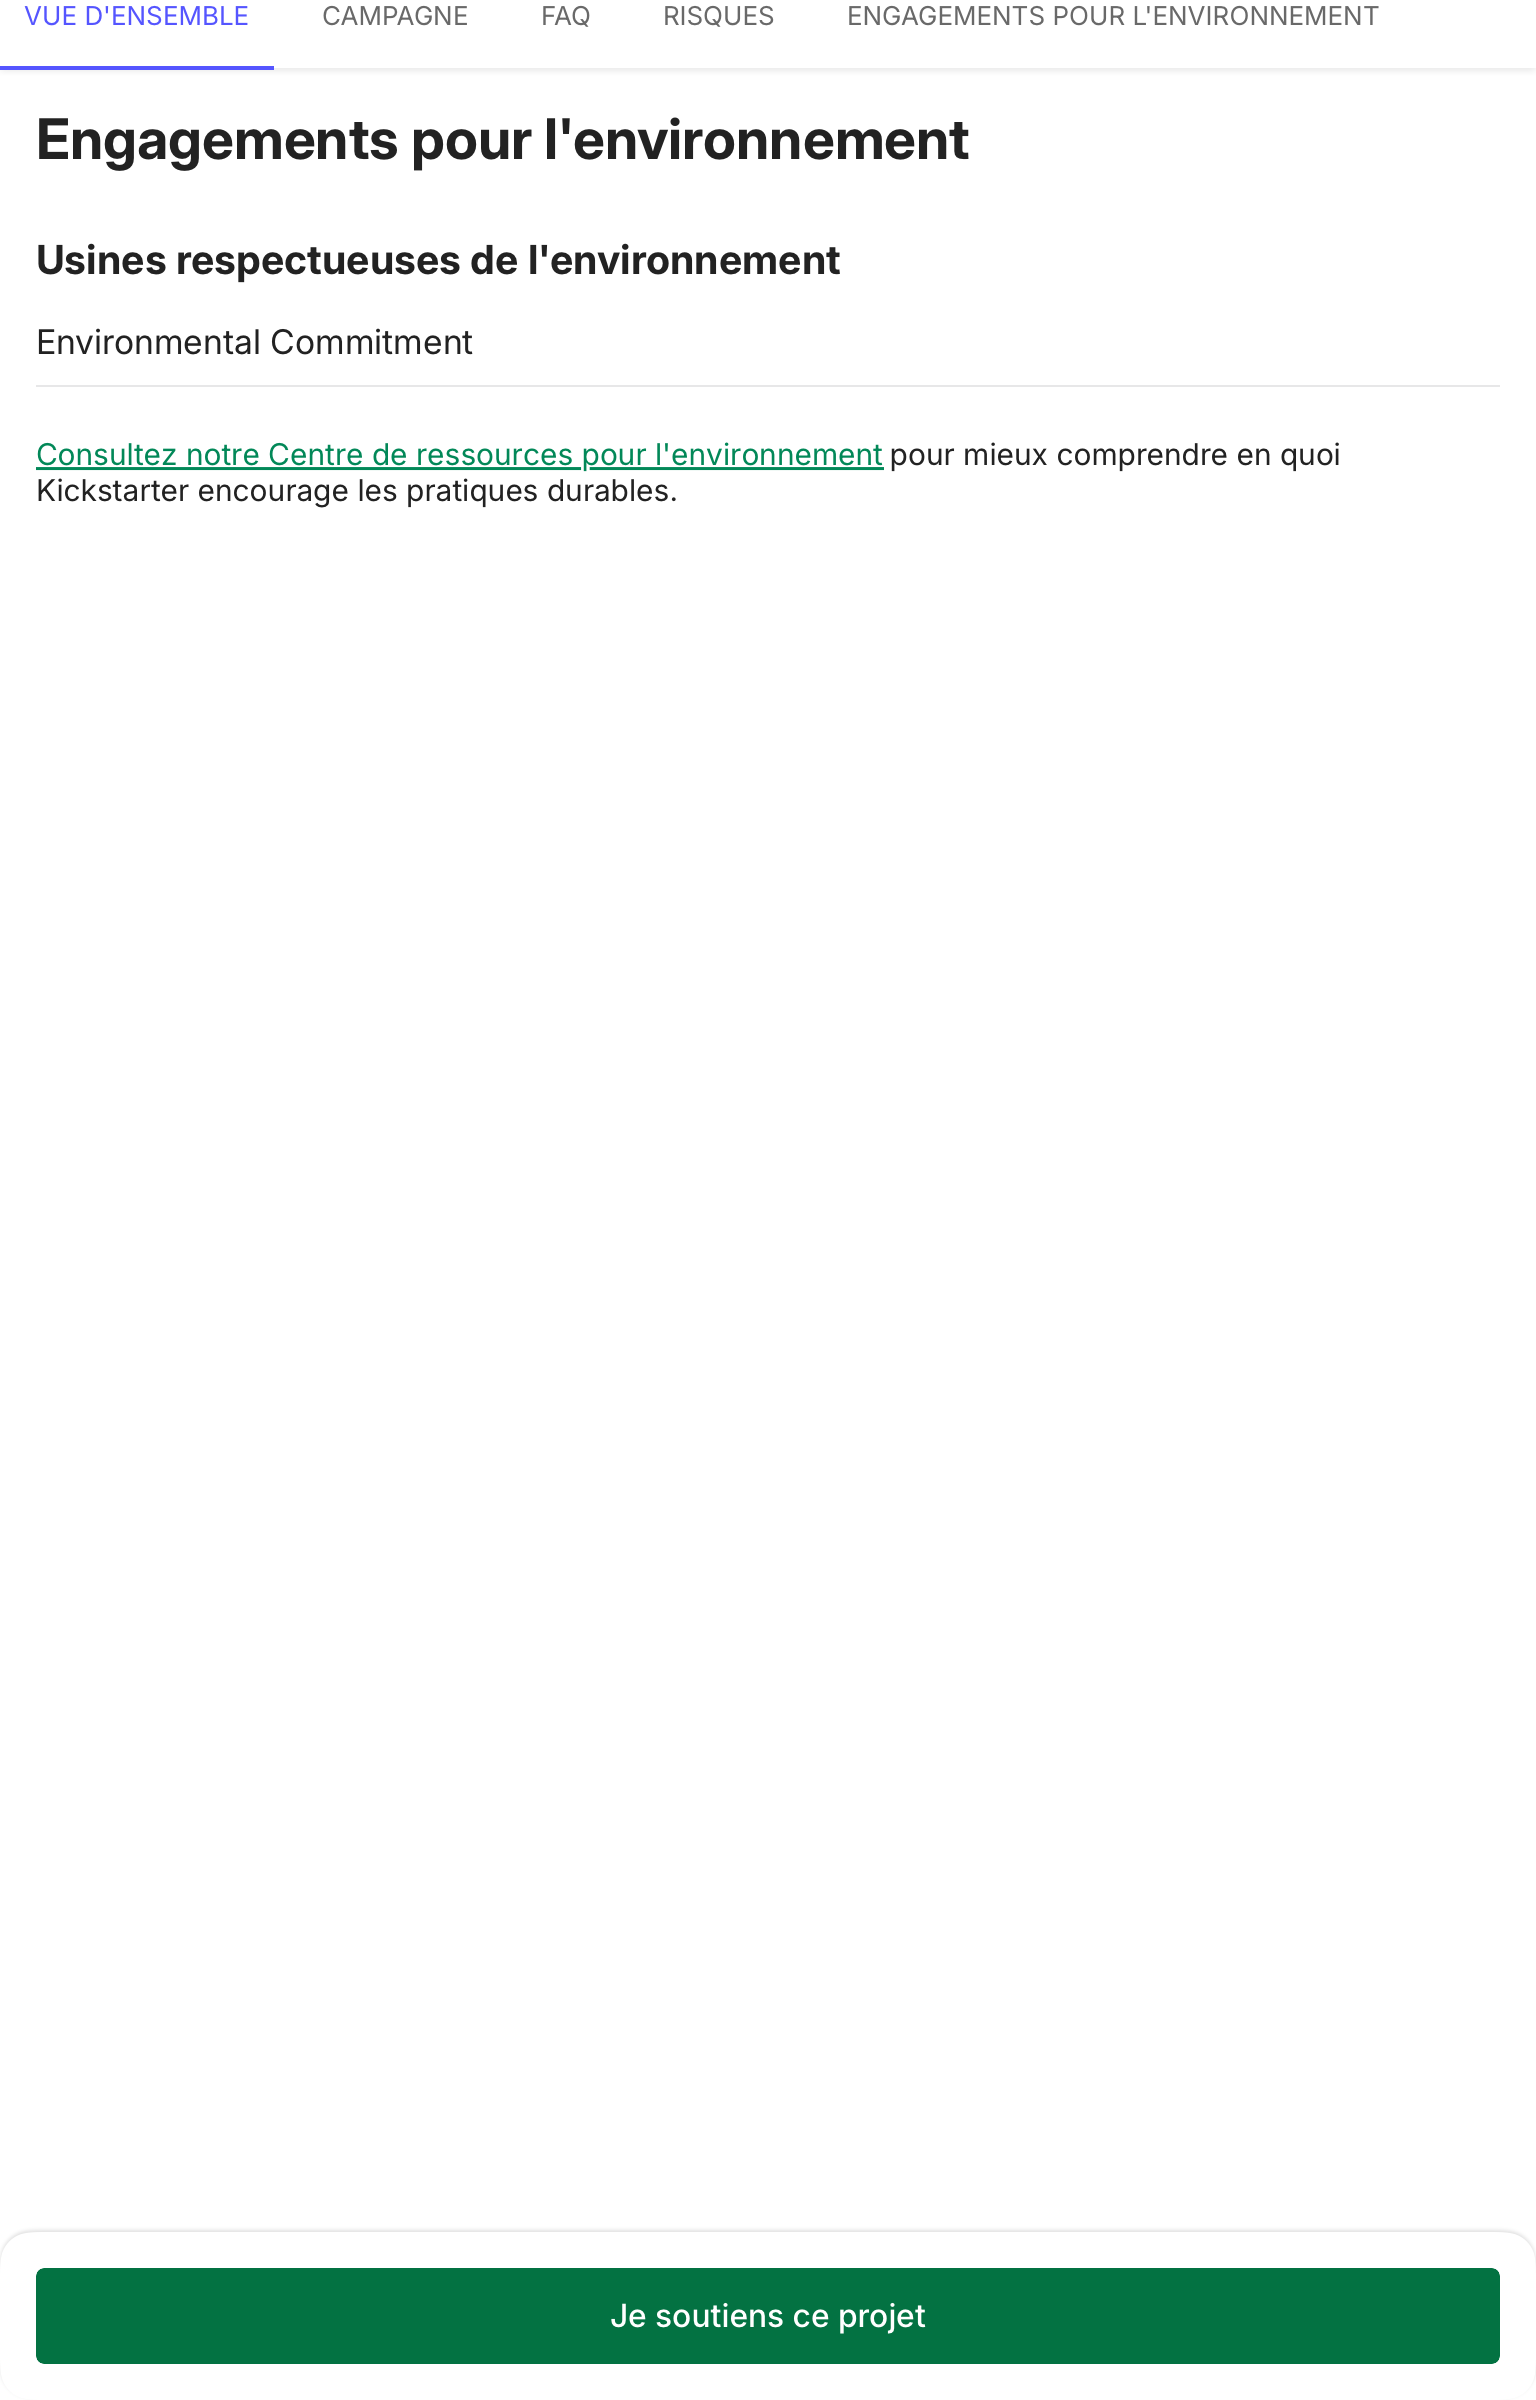 VUE D'ENSEMBLE CAMPAGNE FAQ RISQUES ENGAGEMENTS POUR L'ENVIRONNEMENT
Engagements pour l'environnement
Usines respectueuses de l'environnement
Environmental Commitment
Consultez notre Centre de ressources pour l'environnement pour mieux comprendre en quoi
Kickstarter encourage les pratiques durables.
Je soutiens ce projet